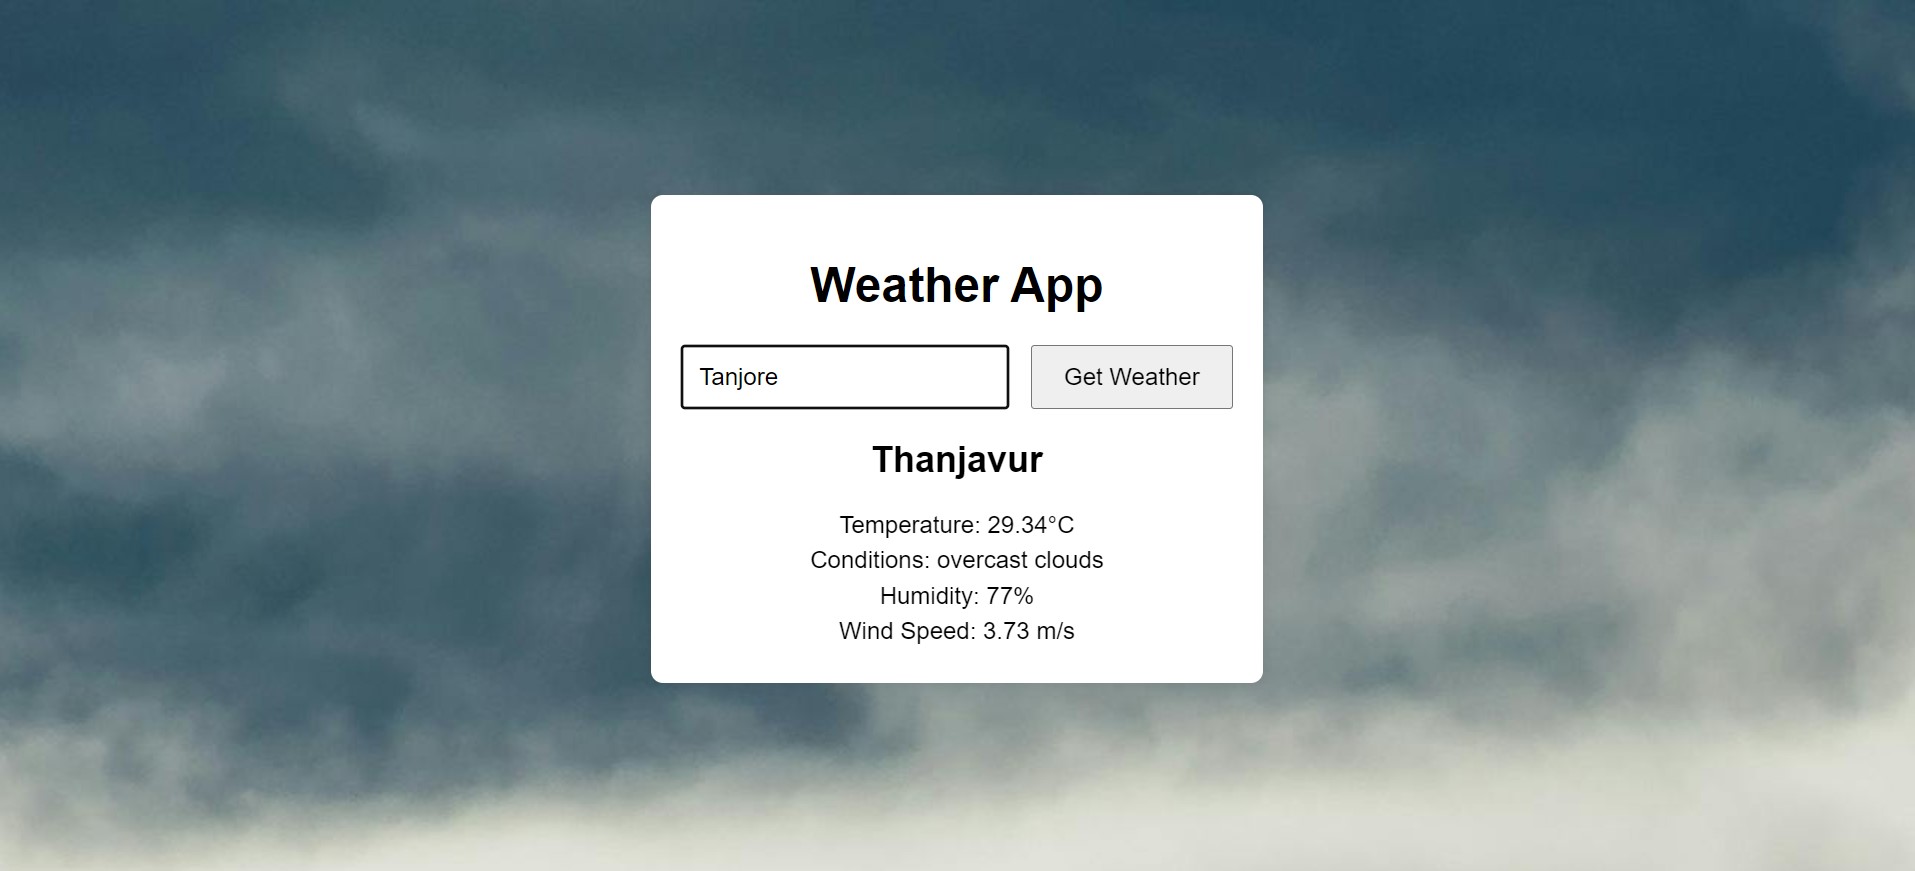 Weather App
Tanjore Get Weather
Thanjavur
Temperature: 29.34°C
Conditions: overcast clouds
Humidity: 77%
Wind Speed: 3.73 m/s